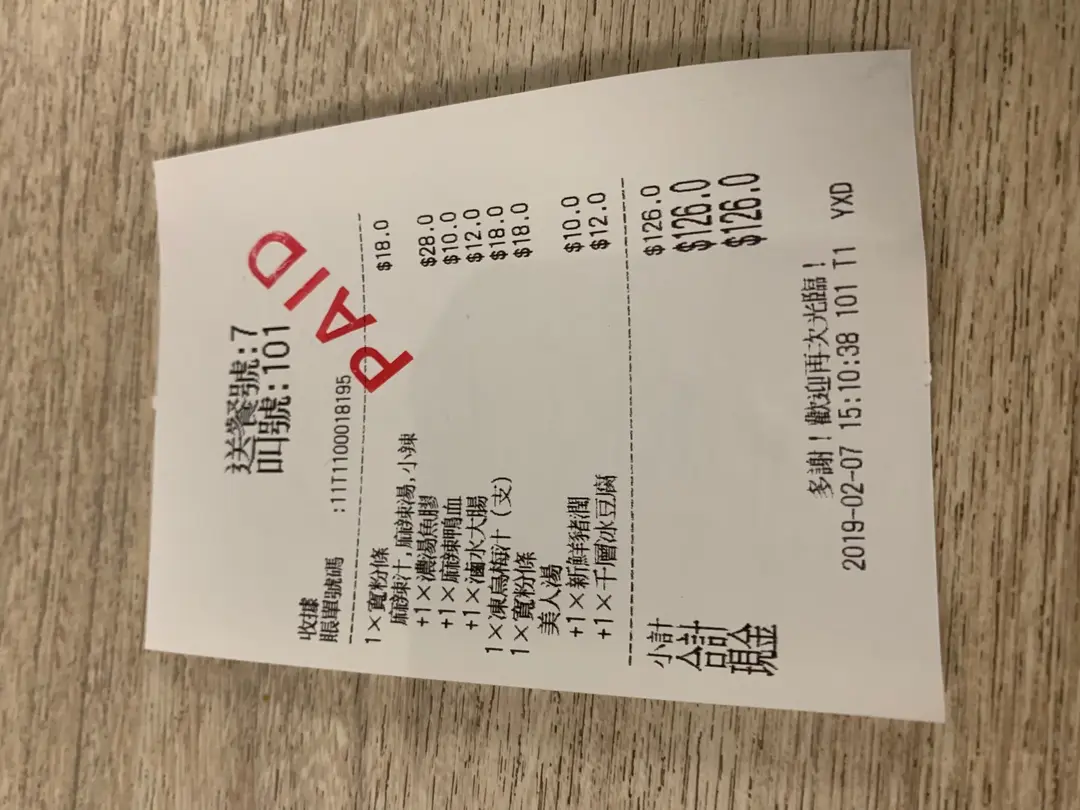 送餐號:7
叫號:101
PAID
收據
賬單號碼 :11T1100018195
1×寬粉條 $18.0
麻辣汁,麻辣湯,小辣
+1×濃湯魚膠 $28.0
+1×麻辣鴨血 $10.0
+1×滷水大腸 $12.0
1×凍烏梅汁(支) $18.0
1×寬粉條 $18.0
美人湯
+1×新鮮豬潤 $10.0
+1×千層冰豆腐 $12.0
小計 $126.0
合計 $126.0
現金 $126.0
多謝!歡迎再次光臨!
2019-02-07 15:10:38 101 T1 YXD